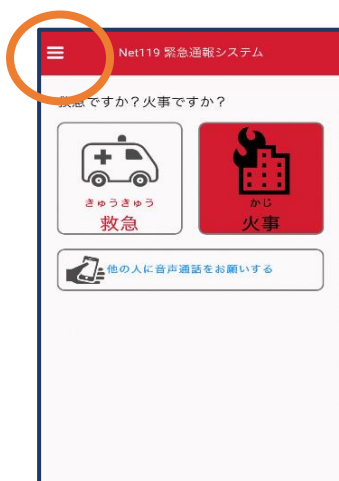 Net119 緊急通報システム
救急ですか？火事ですか？
きゅうきゅう
救急
かじ
火事
他の人に音声通話をお願いする